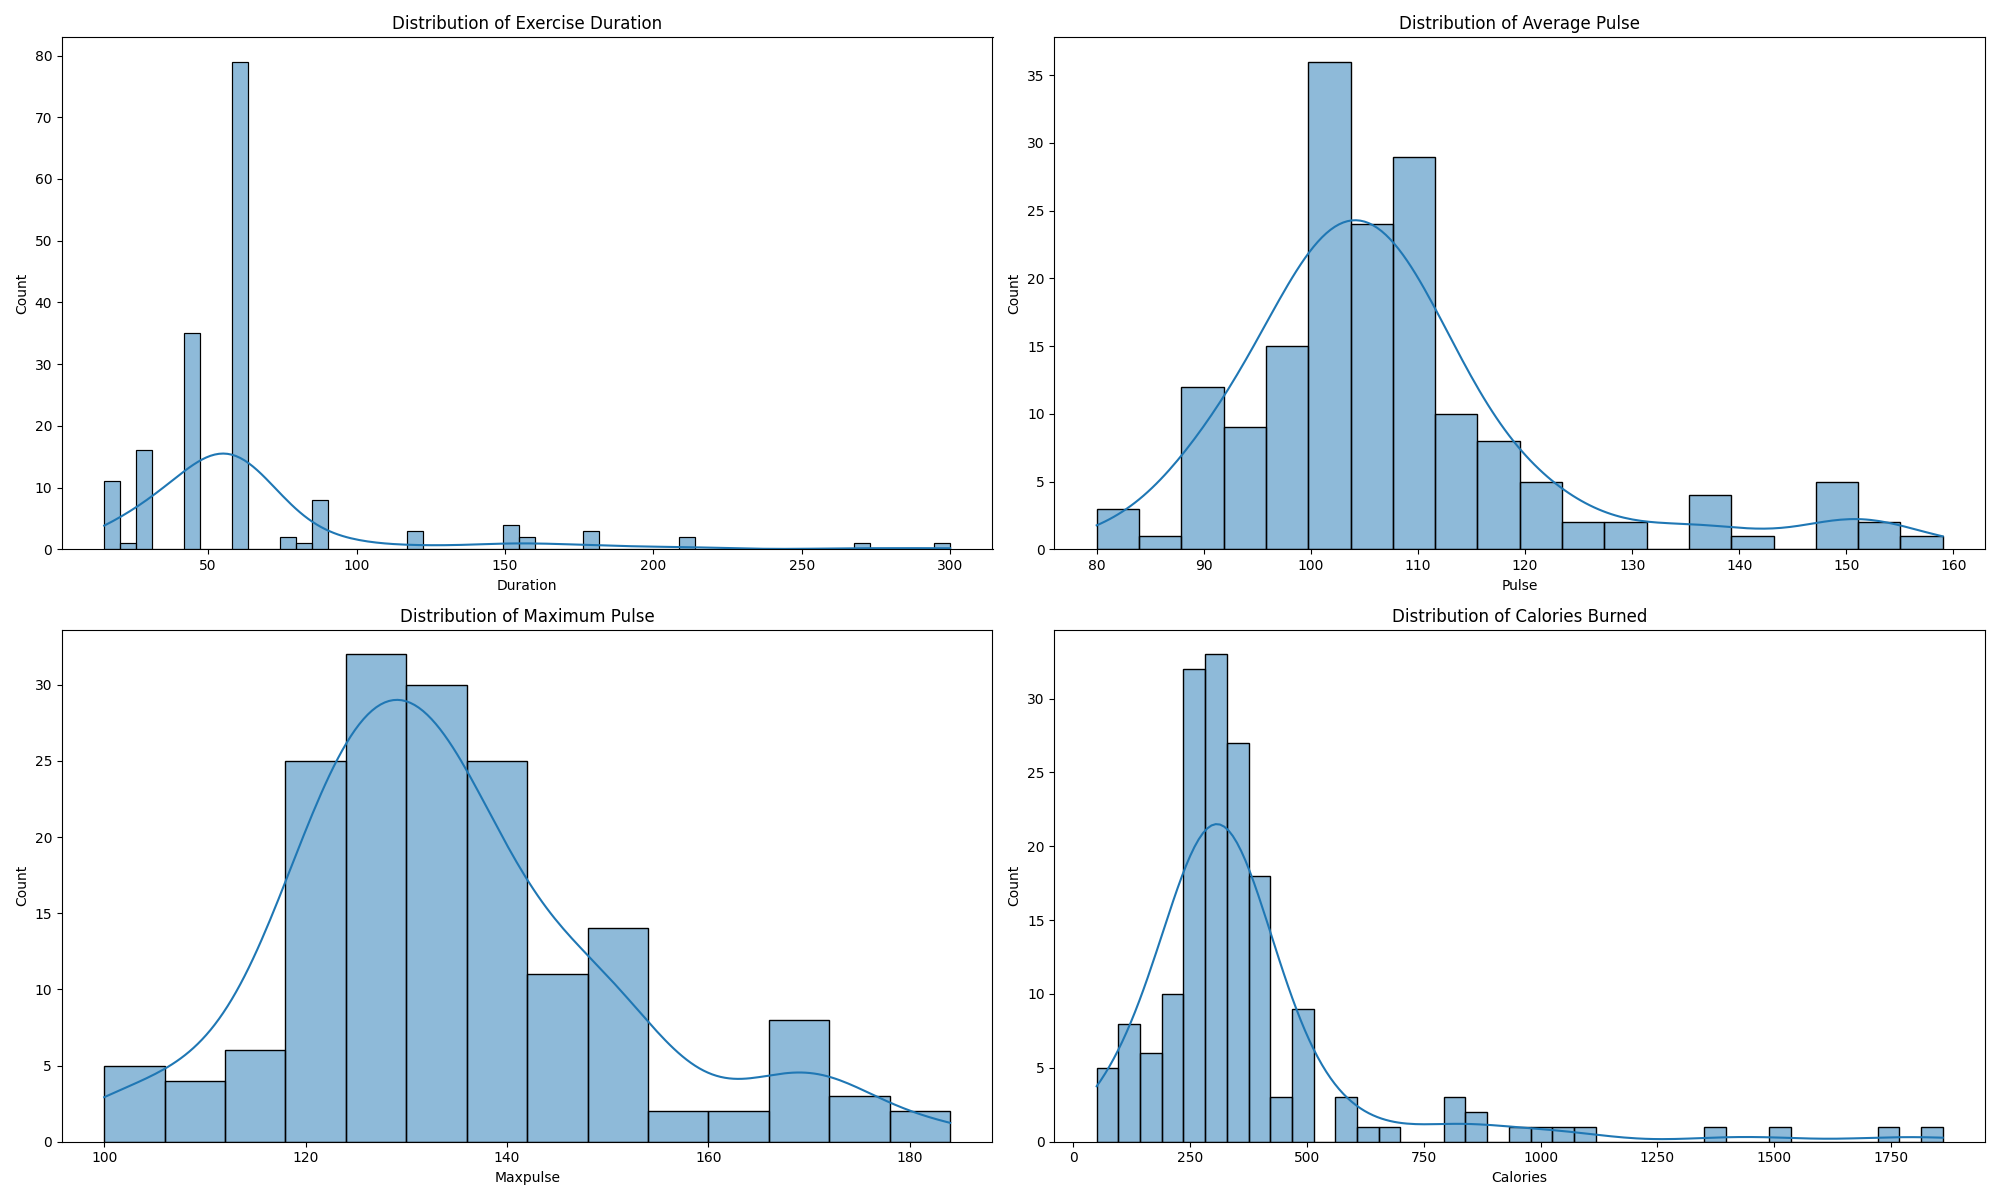 Distribution of Exercise Duration
80
70
60
50
40
30
20
10
0
Count
50 100 150 200 250 300
Duration
Distribution of Average Pulse
35
30
25
20
15
10
5
0
Count
80 90 100 110 120 130 140 150 160
Pulse
Distribution of Maximum Pulse
30
25
20
15
10
5
0
Count
100 120 140 160 180
Maxpulse
Distribution of Calories Burned
30
25
20
15
10
5
0
Count
0 250 500 750 1000 1250 1500 1750
Calories